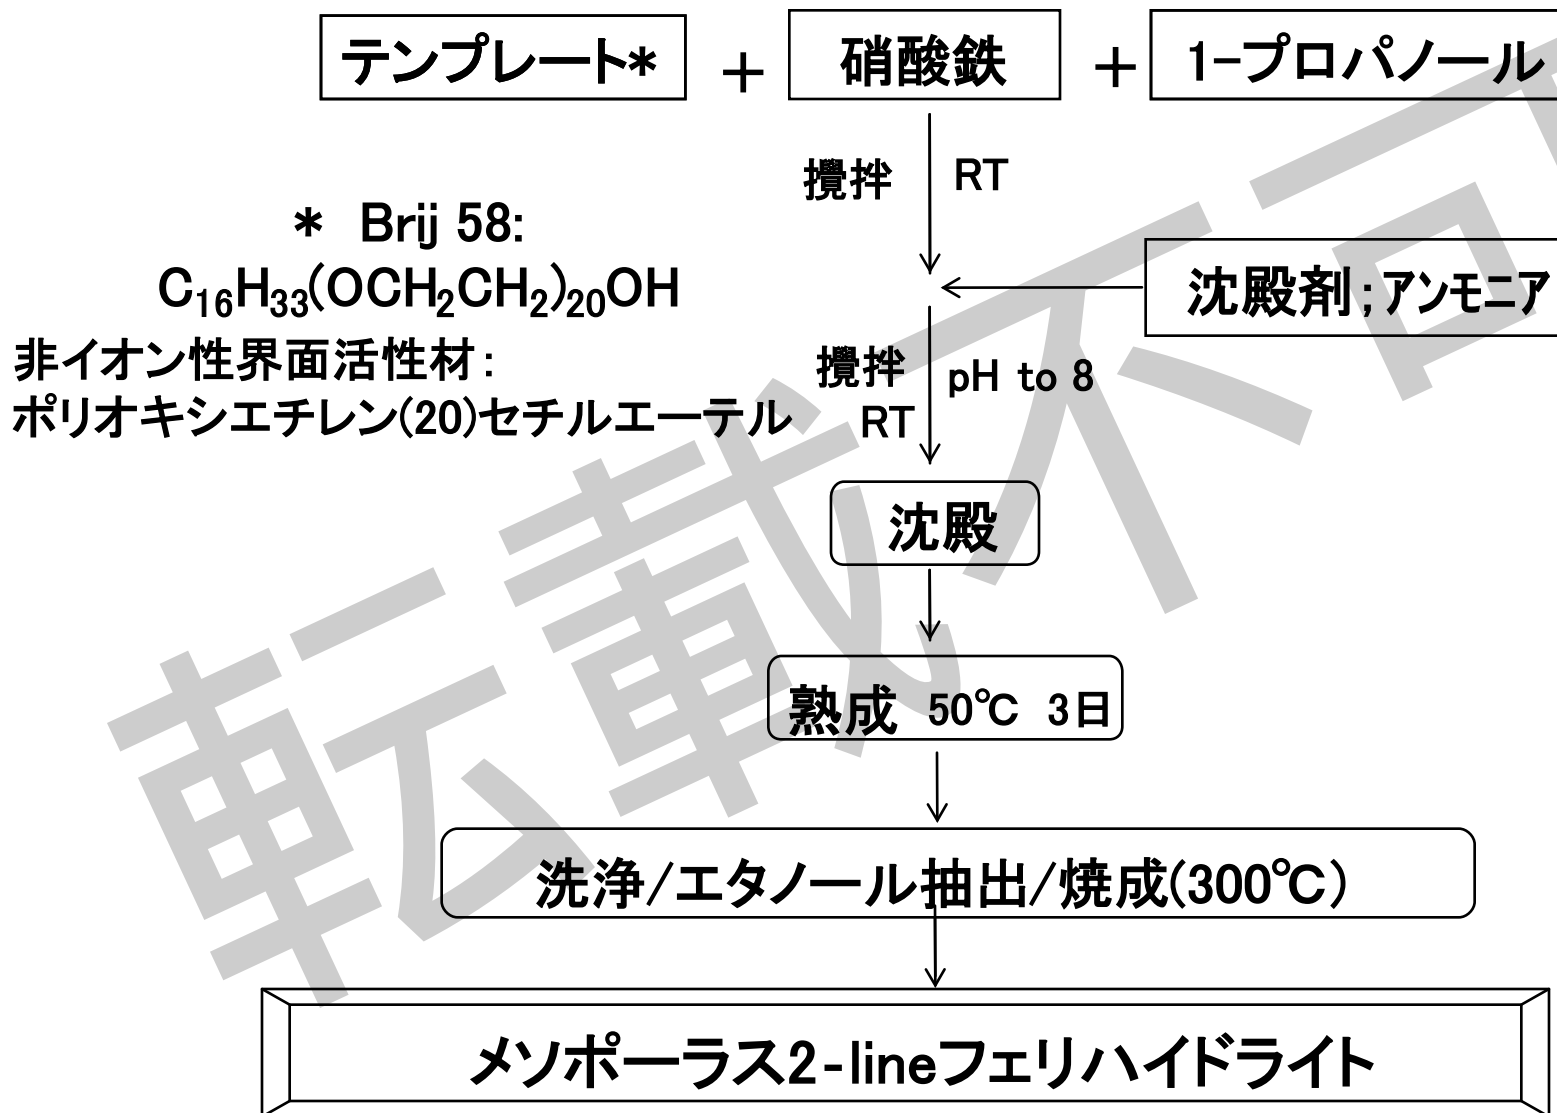 テンプレート* + 硝酸鉄 + 1-プロパノール
攪拌 RT
* Brij 58:
C16H33(OCH2CH2)20OH
沈殿剤;アンモニア
非イオン性界面活性材:
ポリオキシエチレン(20)セチルエーテル
攪拌 pH to 8
RT
沈殿
熟成 50℃ 3日
洗浄/エタノール抽出/焼成(300℃)
メソポーラス2-lineフェリハイドライト
転載不可